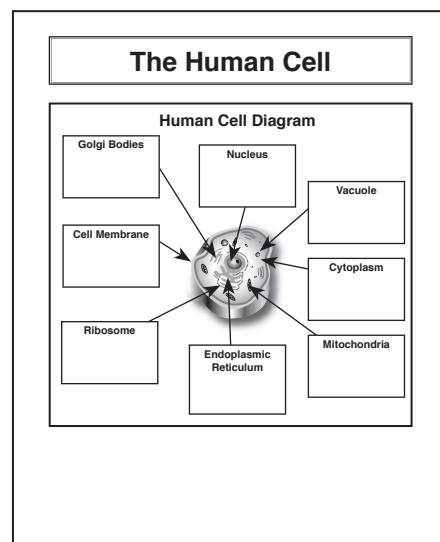 The Human Cell
Human Cell Diagram
Golgi Bodies
Nucleus
Vacuole
Cell Membrane
Cytoplasm
Ribosome
Endoplasmic
Reticulum
Mitochondria